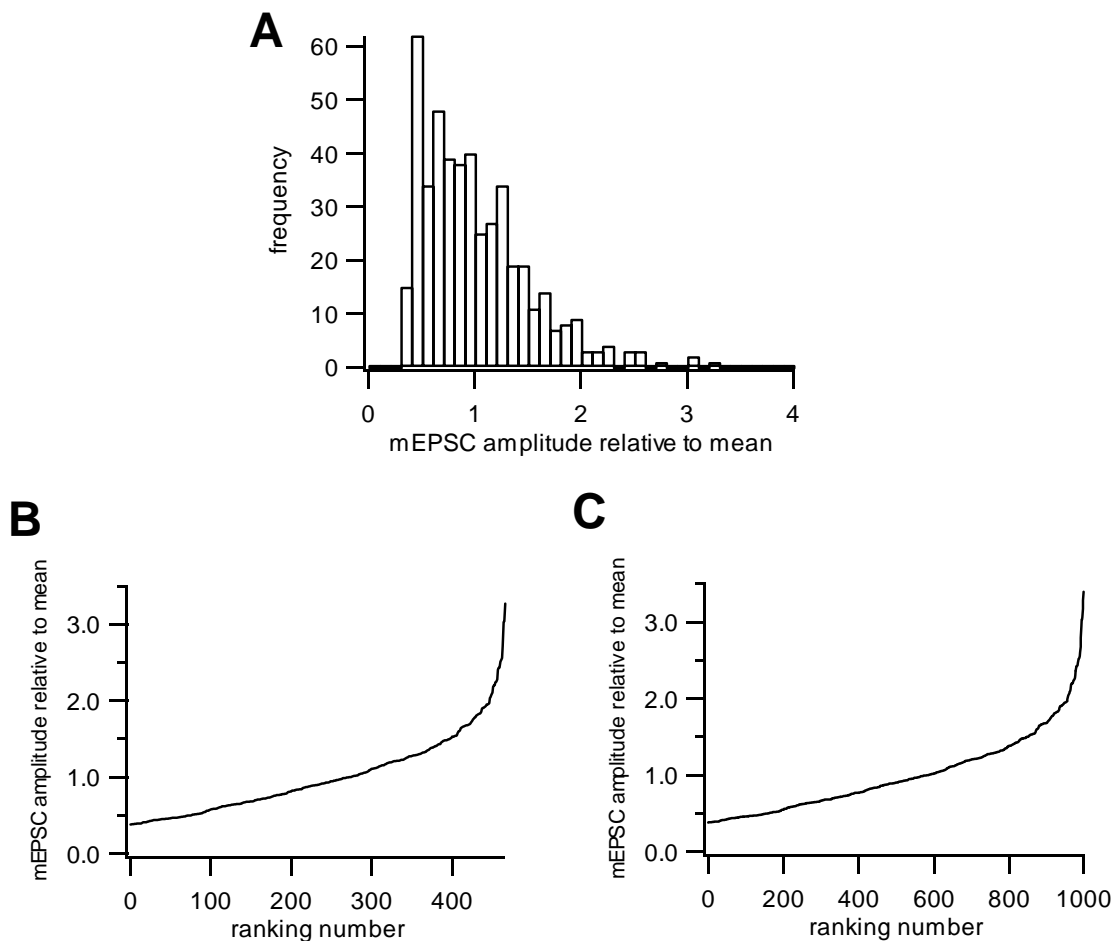 A
60
50
40
30
20
10
0
frequency
0 1 2 3 4
mEPSC amplitude relative to mean
B
mEPSC amplitude relative to mean
3.0
2.0
1.0
0.0
0 100 200 300 400
ranking number
C
mEPSC amplitude relative to mean
3.0
2.0
1.0
0.0
0 200 400 600 800 1000
ranking number